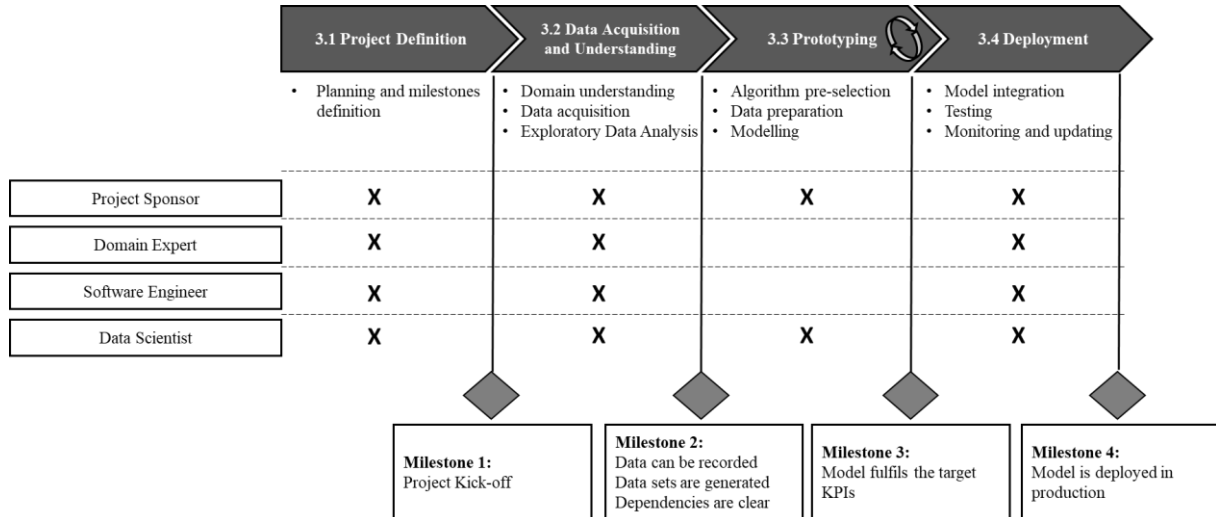 3.1 Project Definition
3.2 Data Acquisition
and Understanding
3.3 Prototyping
3.4 Deployment
• Planning and milestones
definition
• Domain understanding
• Data acquisition
• Exploratory Data Analysis
• Algorithm pre-selection
• Data preparation
• Modelling
• Model integration
• Testing
• Monitoring and updating
Project Sponsor X X X X
Domain Expert X X X
Software Engineer X X X
Data Scientist X X X X
Milestone 1:
Project Kick-off
Milestone 2:
Data can be recorded
Data sets are generated
Dependencies are clear
Milestone 3:
Model fulfils the target
KPIs
Milestone 4:
Model is deployed in
production